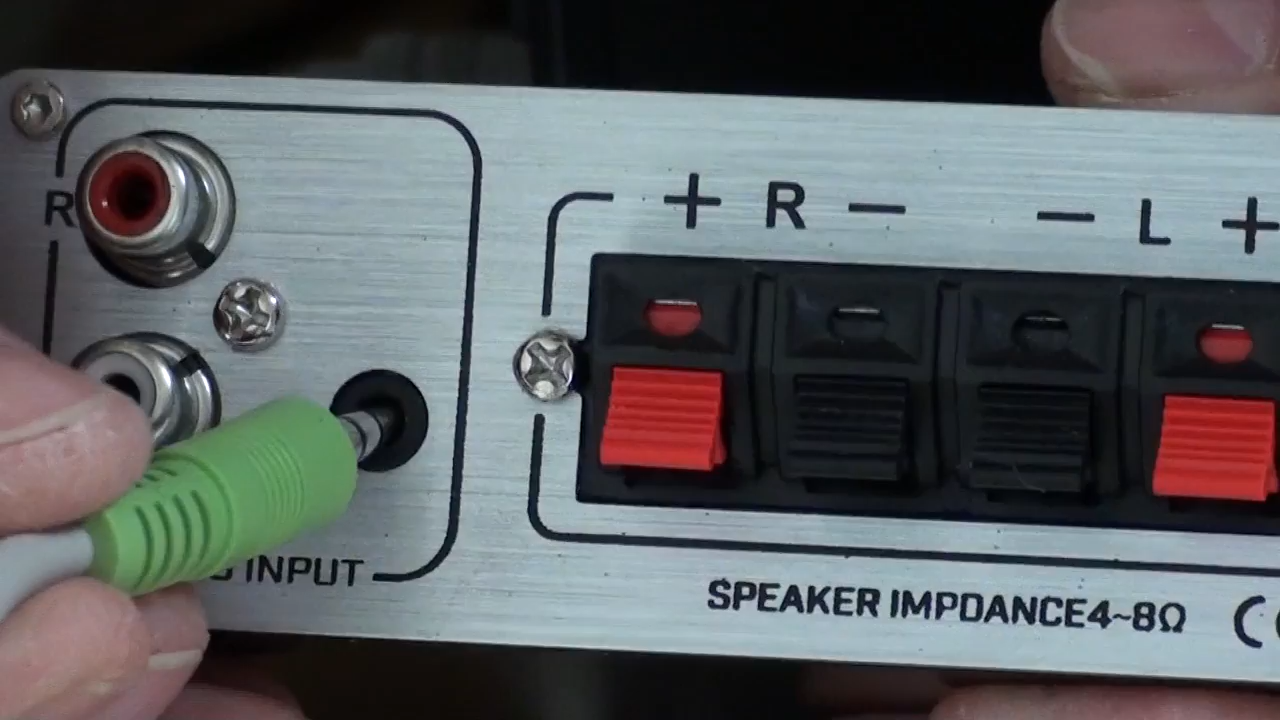 R
+ R − − L +
INPUT
SPEAKER IMPDANCE4~8Ω